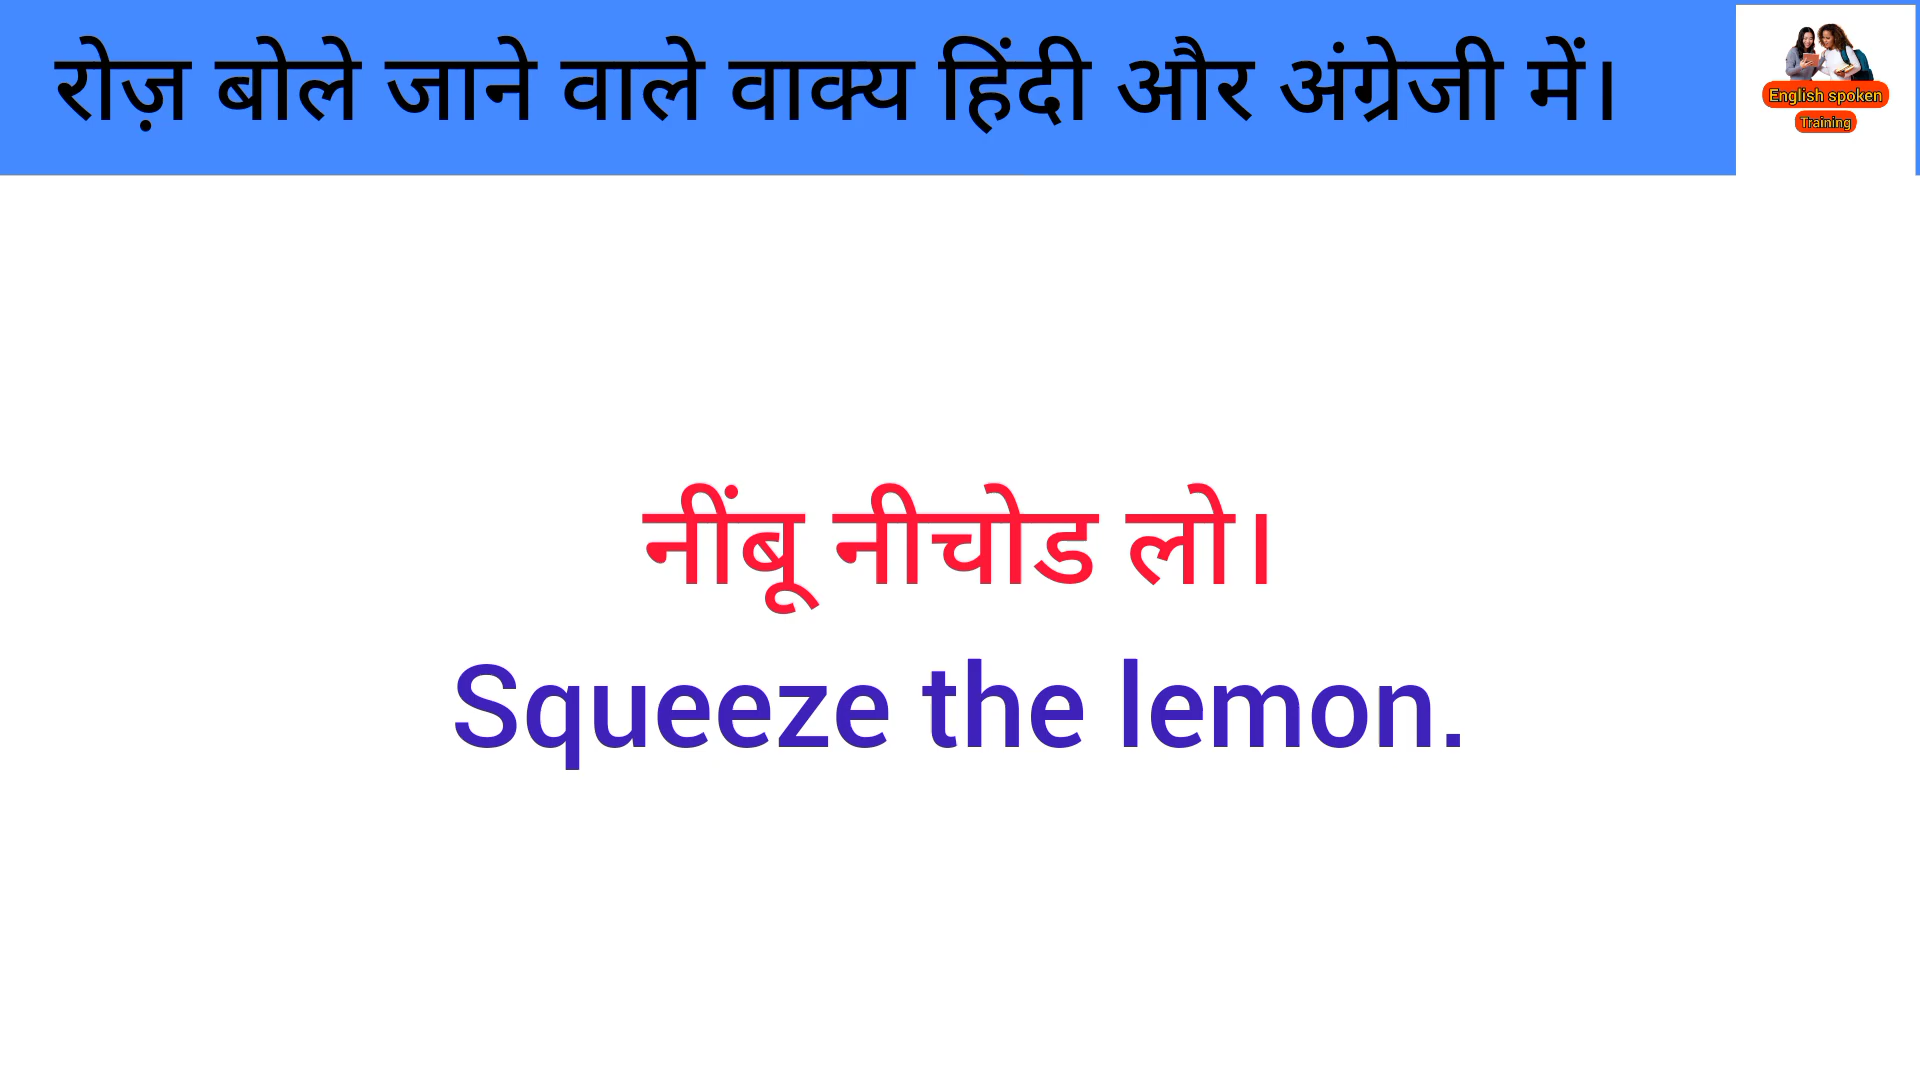 रोज़ बोले जाने वाले वाक्य हिंदी और अंग्रेजी में।
English spoken
Training
नींबू नीचोड लो।
Squeeze the lemon.